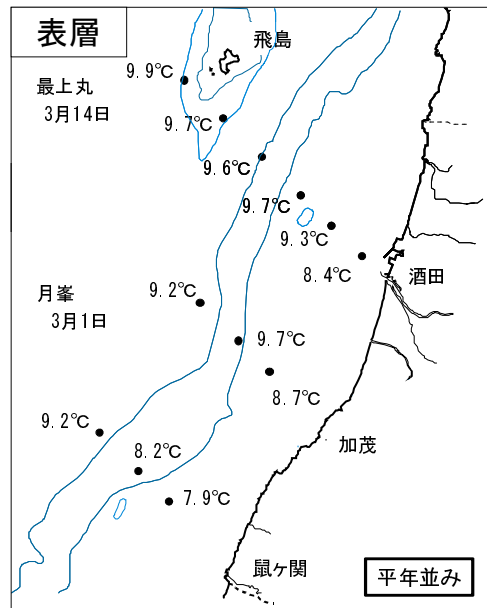 表層
飛島
9.9℃
最上丸
3月14日
9.7℃
9.6℃
9.7℃
9.3℃
8.4℃
酒田
月峯
3月1日
9.2℃
9.7℃
8.7℃
9.2℃
加茂
8.2℃
7.9℃
鼠ヶ関
平年並み